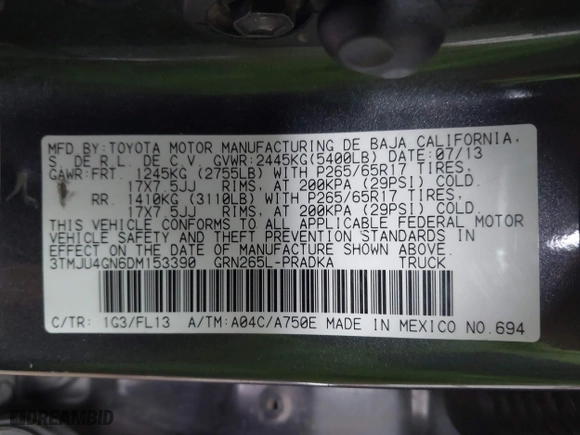 MFD.BY:TOYOTA MOTOR MANUFACTURING DE BAJA CALIFORNIA,
S. DE R.L. DE C.V. GVWR:2445KG(5400LB) DATE:07/13
GAWR:FRT. 1245KG (2755LB) WITH P265/65R17 TIRES,
17X7.5JJ RIMS, AT 200KPA (29PSI) COLD.
RR. 1410KG (3110LB) WITH P265/65R17 TIRES,
17X7.5JJ RIMS, AT 200KPA (29PSI) COLD.
THIS VEHICLE CONFORMS TO ALL APPLICABLE FEDERAL MOTOR
VEHICLE SAFETY AND THEFT PREVENTION STANDARDS IN
EFFECT ON THE DATE OF MANUFACTURE SHOWN ABOVE.
3TMJU4GN6DM153390 GRN265L-PRADKA TRUCK
C/TR: 1G3/FL13 A/TM:A04C/A750E MADE IN MEXICO NO.694
DREAMBID